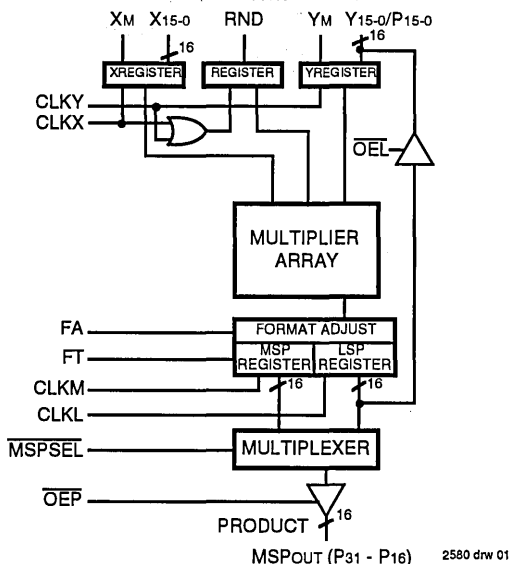 XM X15-0 RND YM Y15-0/P15-0
16 16
XREGISTER REGISTER YREGISTER
CLKY
CLKX
OEL
MULTIPLIER
ARRAY
FA
FORMAT ADJUST
FT
MSP
REGISTER
LSP
REGISTER
CLKM
16 16
CLKL
MSPSEL
MULTIPLEXER
OEP
PRODUCT 16
MSPOUT (P31 - P16)
2580 drw 01